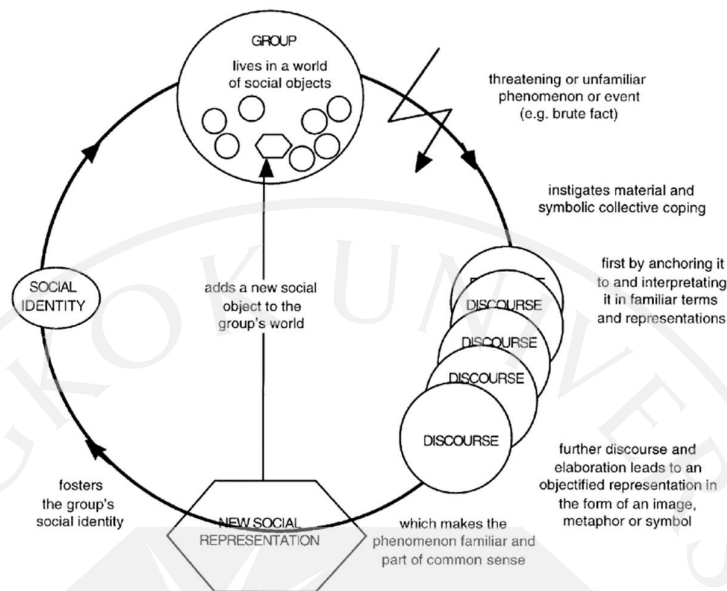 GROUP
lives in a world
of social objects
threatening or unfamiliar
phenomenon or event
(e.g. brute fact)
instigates material and
symbolic collective coping
first by anchoring it
to and interpreting
it in familiar terms
and representations
DISCOURSE
DISCOURSE
DISCOURSE
DISCOURSE
further discourse and
elaboration leads to an
objectified representation in
the form of an image,
metaphor or symbol
which makes the
phenomenon familiar and
part of common sense
NEW SOCIAL
REPRESENTATION
adds a new social
object to the
group's world
fosters
the group's
social identity
SOCIAL
IDENTITY
GKOK UNIVERS